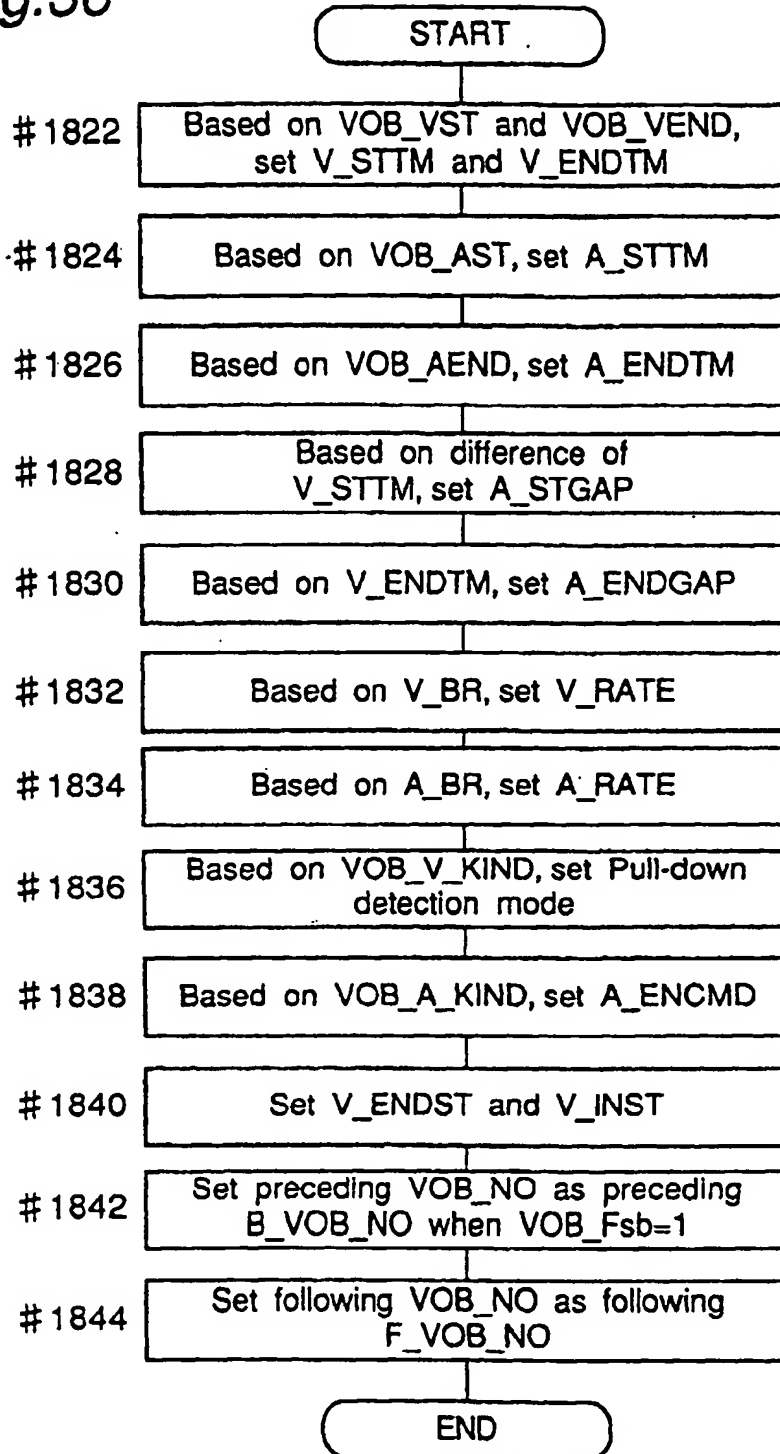 START
#1822
Based on VOB_VST and VOB_VEND,
set V_STTM and V_ENDTM
#1824
Based on VOB_AST, set A_STTM
#1826
Based on VOB_AEND, set A_ENDTM
#1828
Based on difference of
V_STTM, set A_STGAP
#1830
Based on V_ENDTM, set A_ENDGAP
#1832
Based on V_BR, set V_RATE
#1834
Based on A_BR, set A_RATE
#1836
Based on VOB_V_KIND, set Pull-down
detection mode
#1838
Based on VOB_A_KIND, set A_ENCMD
#1840
Set V_ENDST and V_INST
#1842
Set preceding VOB_NO as preceding
B_VOB_NO when VOB_Fsb=1
#1844
Set following VOB_NO as following
F_VOB_NO
END